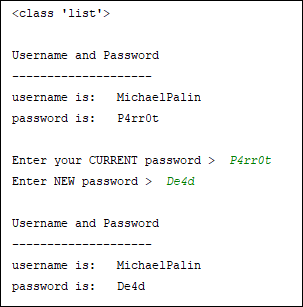 <class 'list'>
Username and Password
--------------------
username is:   MichaelPalin
password is:   P4rr0t
Enter your CURRENT password >  P4rr0t
Enter NEW password >  De4d
Username and Password
--------------------
username is:   MichaelPalin
password is:   De4d